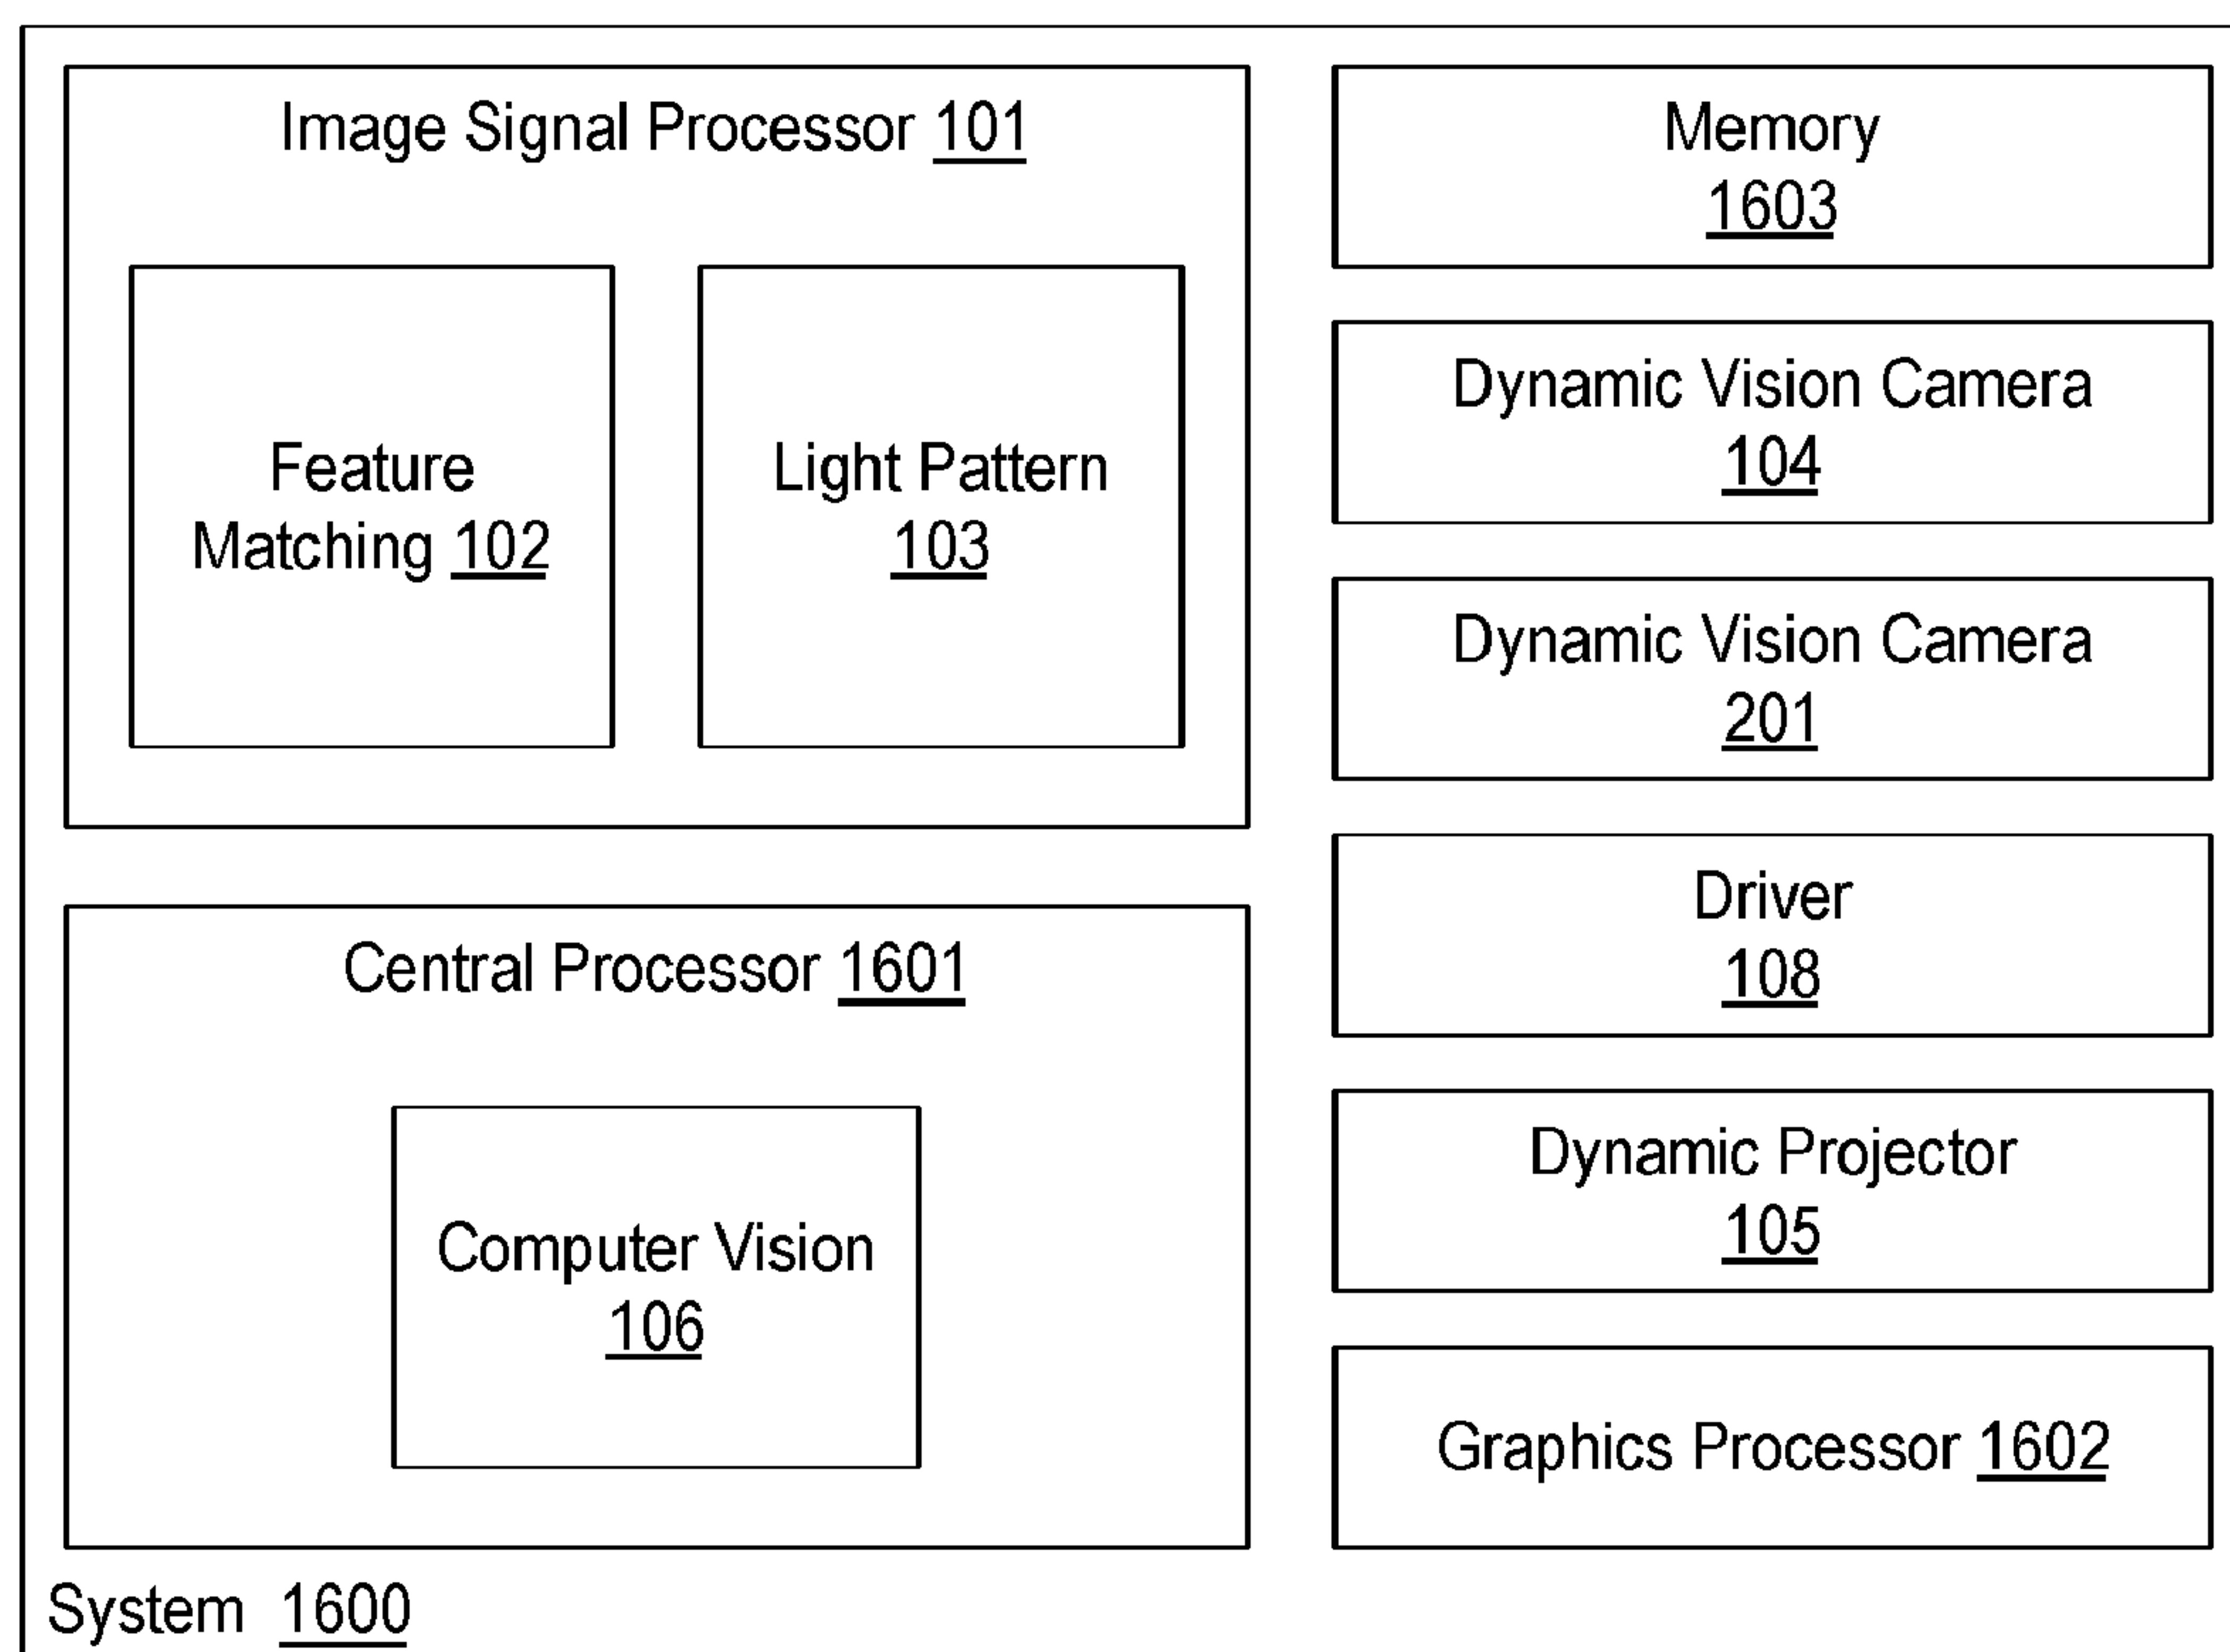 Image Signal Processor 101
Feature
Matching 102
Light Pattern
103
Central Processor 1601
Computer Vision
106
System 1600
Memory
1603
Dynamic Vision Camera
104
Dynamic Vision Camera
201
Driver
108
Dynamic Projector
105
Graphics Processor 1602